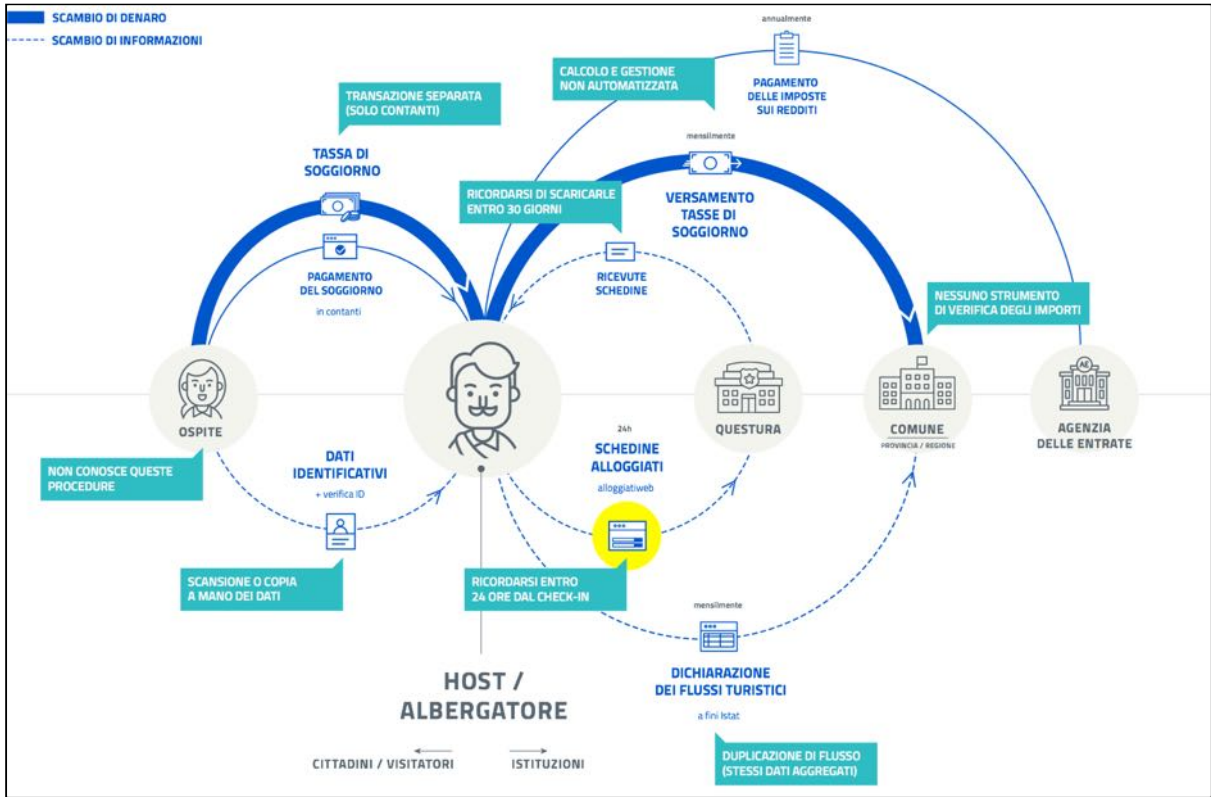 SCAMBIO DI DENARO
SCAMBIO DI INFORMAZIONI
annualmente
PAGAMENTO
DELLE IMPOSTE
SUI REDDITI
CALCOLO E GESTIONE
NON AUTOMATIZZATA
TRANSAZIONE SEPARATA
(SOLO CONTANTI)
TASSA DI
SOGGIORNO
mensilmente
VERSAMENTO
TASSE DI
SOGGIORNO
RICORDARSI DI SCARICARLE
ENTRO 30 GIORNI
PAGAMENTO
DEL SOGGIORNO
in contanti
RICEVUTE
SCHEDINE
NESSUNO STRUMENTO
DI VERIFICA DEGLI IMPORTI
OSPITE
QUESTURA
COMUNE
PROVINCIA / REGIONE
AE
AGENZIA
DELLE ENTRATE
NON CONOSCE QUESTE
PROCEDURE
DATI
IDENTIFICATIVI
+ verifica ID
24h
SCHEDINE
ALLOGGIATI
alloggiatiweb
SCANSIONE O COPIA
A MANO DEI DATI
RICORDARSI ENTRO
24 ORE DAL CHECK-IN
mensilmente
DICHIARAZIONE
DEI FLUSSI TURISTICI
a fini Istat
DUPLICAZIONE DI FLUSSO
(STESSI DATI AGGREGATI)
HOST /
ALBERGATORE
CITTADINI / VISITATORI
ISTITUZIONI